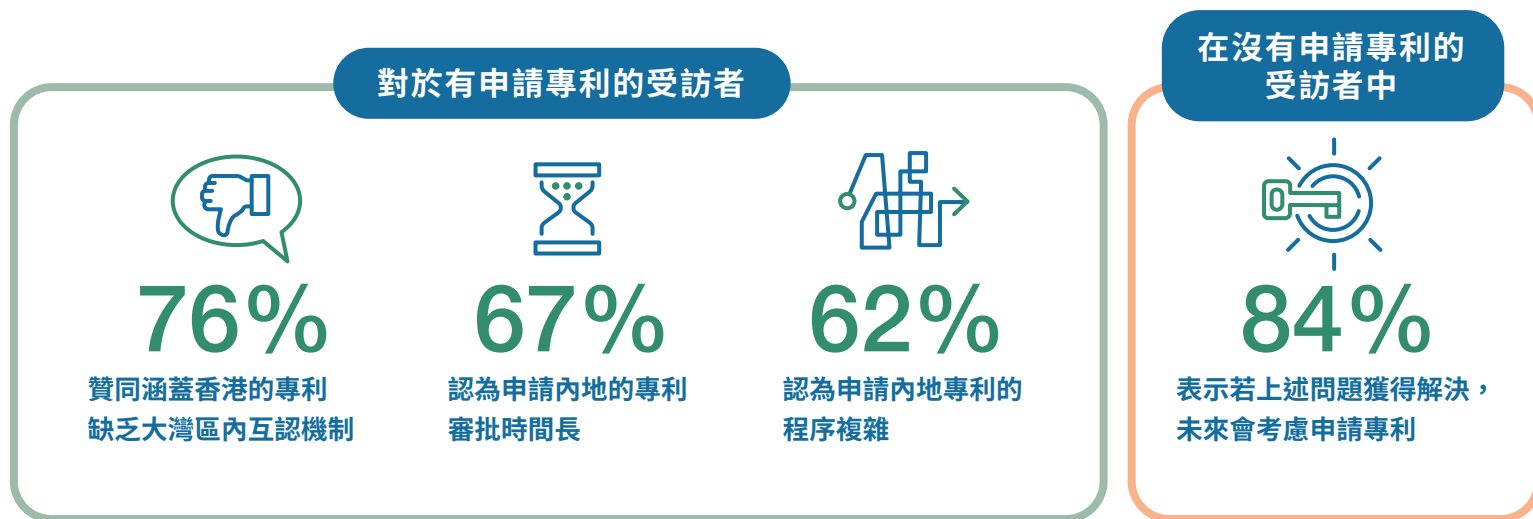 對於有申請專利的受訪者
76%
贊同涵蓋香港的專利
缺乏大灣區內互認機制
67%
認為申請內地的專利
審批時間長
62%
認為申請內地專利的
程序複雜
在沒有申請專利的
受訪者中
84%
表示若上述問題獲得解決，
未來會考慮申請專利